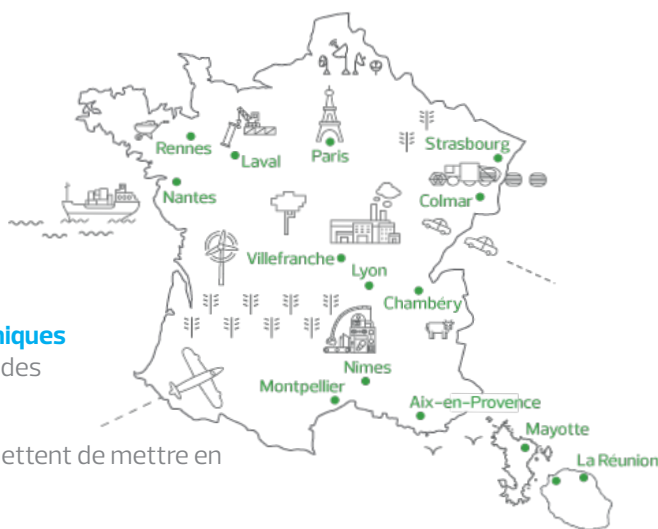 Strasbourg
Rennes
Laval
Paris
Nantes
Colmar
Villefranche
Lyon
Chambéry
niques
des
Nîmes
Montpellier
Aix-en-Provence
Mayotte
ettent de mettre en
La Réunion